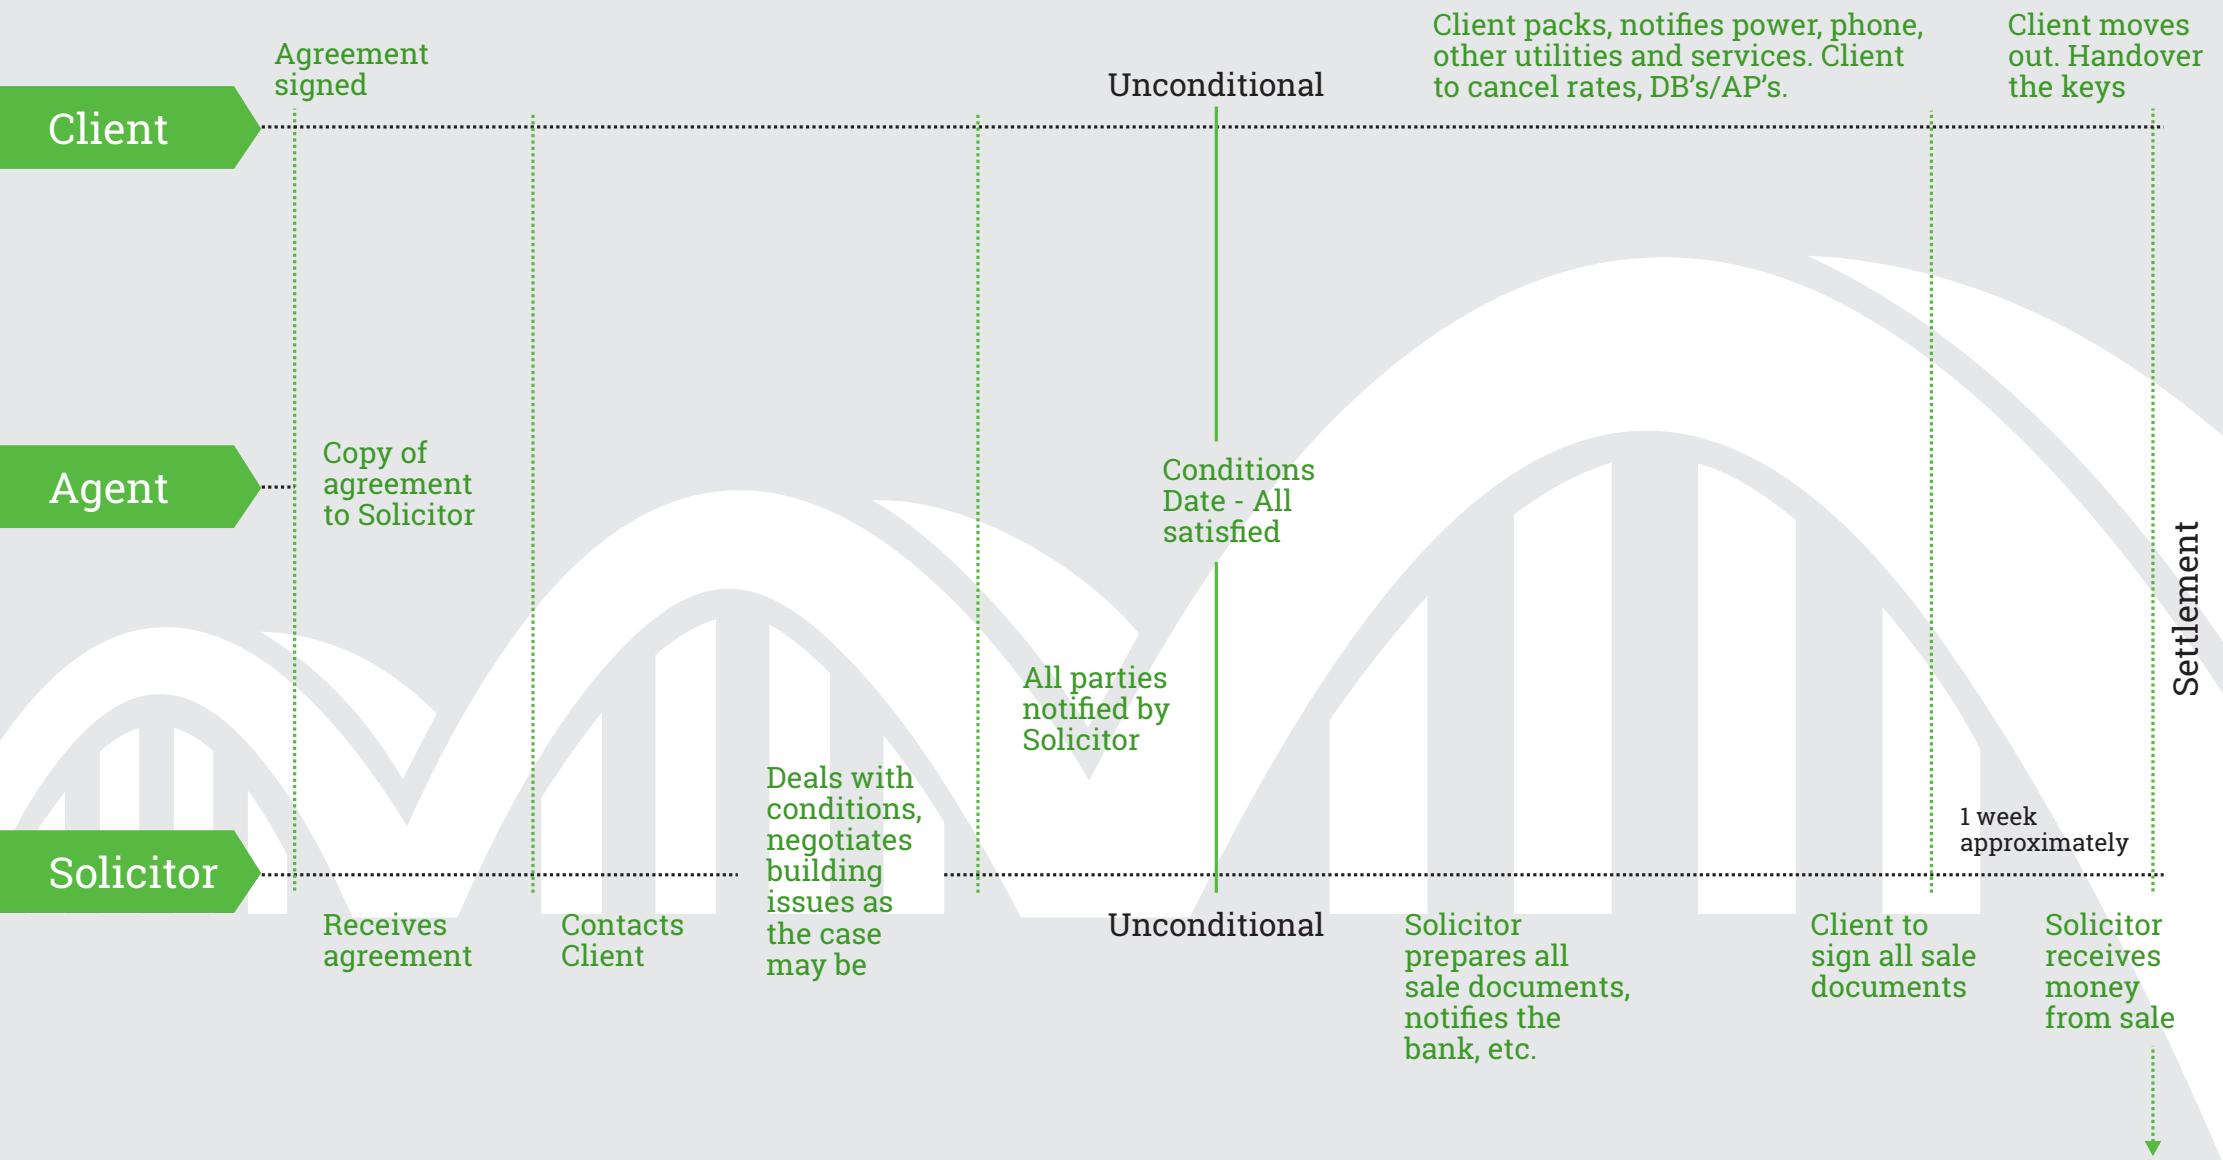 Agreement
signed
Unconditional
Client packs, notifies power, phone,
other utilities and services. Client
to cancel rates, DB's/AP's.
Client moves
out. Handover
the keys
Client
Agent
Copy of
agreement
to Solicitor
Conditions
Date - All
satisfied
Settlement
All parties
notified by
Solicitor
Deals with
conditions,
negotiates
building
issues as
the case
may be
1 week
approximately
Solicitor
Receives
agreement
Contacts
Client
Unconditional
Solicitor
prepares all
sale documents,
notifies the
bank, etc.
Client to
sign all sale
documents
Solicitor
receives
money
from sale